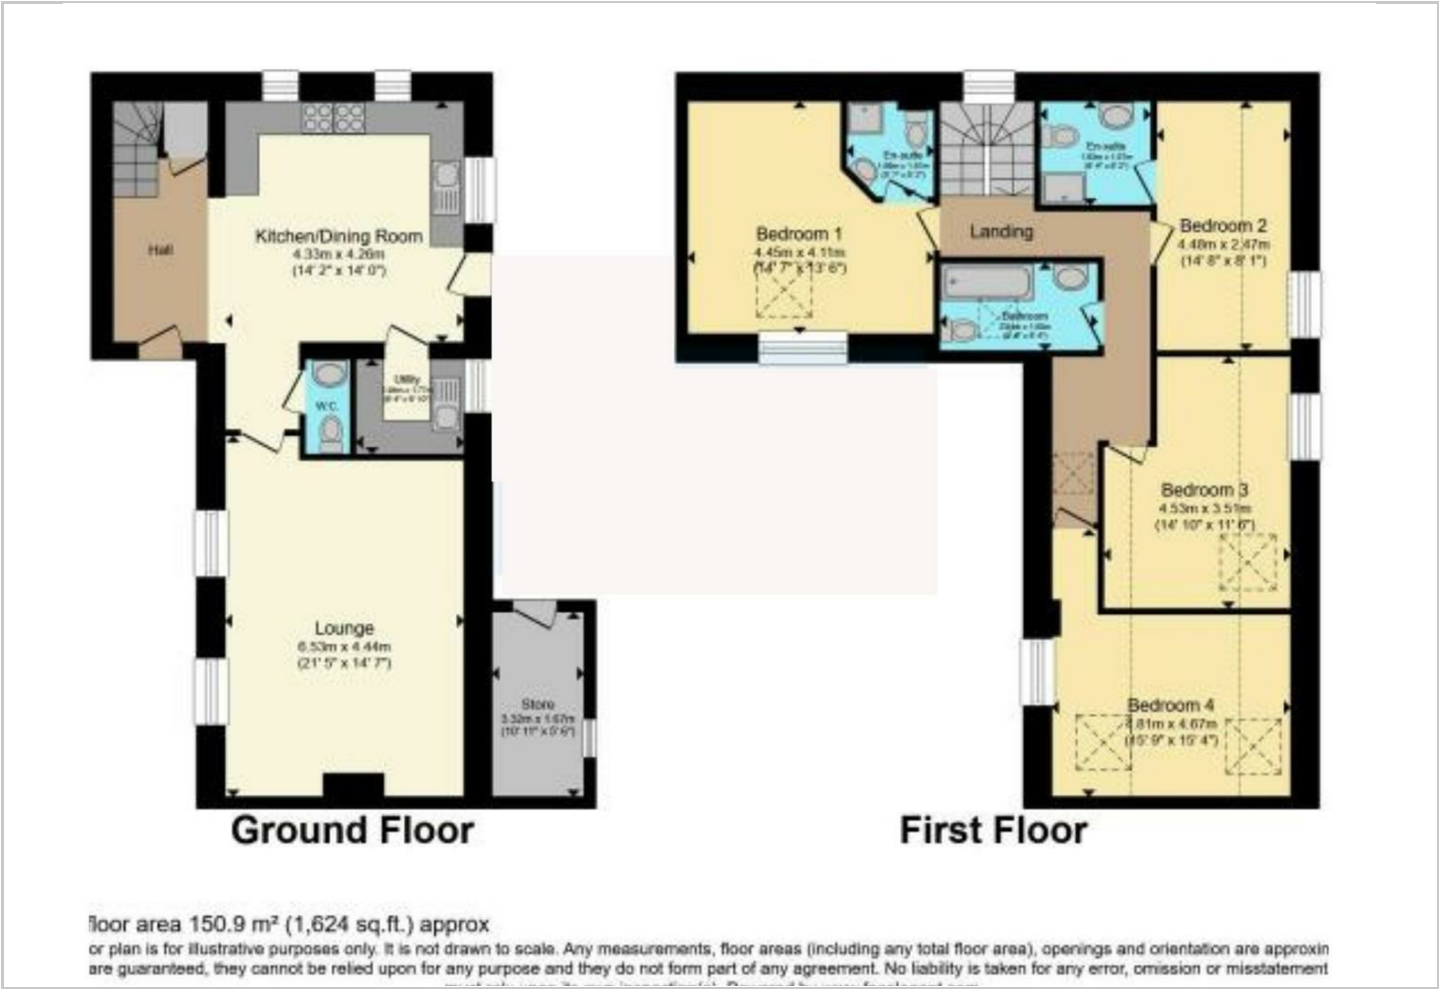 Hall
Kitchen/Dining Room
4.33m x 4.26m
(14' 2" x 14' 0")
W.C.
Utility
Lounge
6.53m x 4.44m
(21' 5" x 14' 7")
Store
3.32m x 1.67m
(10' 11" x 5' 6")
Ground Floor
Bedroom 1
4.45m x 4.11m
(14' 7" x 13' 6")
En-suite
Landing
En-suite
Bedroom 2
4.48m x 2.47m
(14' 8" x 8' 1")
Bathroom
Bedroom 3
4.53m x 3.51m
(14' 10" x 11' 6")
Bedroom 4
4.81m x 4.67m
(15' 9" x 15' 4")
First Floor
floor area 150.9 m² (1,624 sq.ft.) approx
or plan is for illustrative purposes only. It is not drawn to scale. Any measurements, floor areas (including any total floor area), openings and orientation are approxin
are guaranteed, they cannot be relied upon for any purpose and they do not form part of any agreement. No liability is taken for any error, omission or misstatement